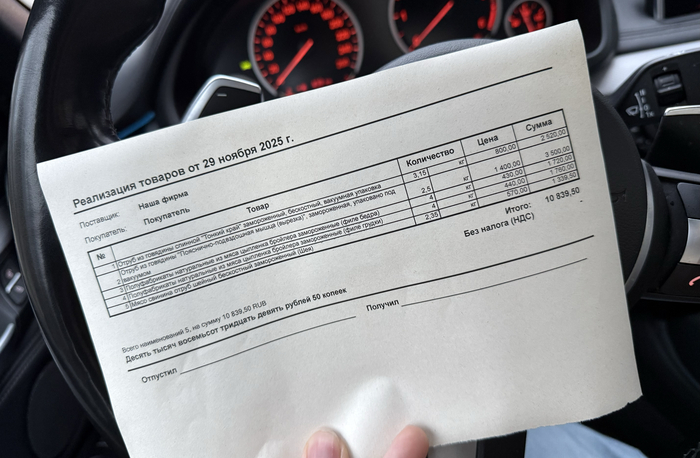 Реализация товаров от 29 ноября 2025 г.
Поставщик: Наша фирма
Покупатель: Покупатель
№ Товар Количество Цена Сумма
1 Отруб из говядины спинной "Тонкий край" замороженный, бескостный, вакуумная упаковка 3,15 кг 800,00 2 520,00
2 Отруб из говядины "Пояснично-подвздошная мышца (вырезка)", замороженная, упаковано под вакуумом 2,5 кг 1 400,00 3 500,00
3 Полуфабрикаты натуральные из мяса цыпленка бройлера замороженные (филе бедра) 4 кг 430,00 1 720,00
4 Полуфабрикаты натуральные из мяса цыпленка бройлера замороженные (филе грудки) 4 кг 440,00 1 760,00
5 Мясо свинина отруб шейный бескостный замороженный (Шея) 2,35 кг 570,00 1 339,50
Итого: 10 839,50
Без налога (НДС) -
Всего наименований 5, на сумму 10 839,50 RUB
Десять тысяч восемьсот тридцать девять рублей 50 копеек
Отпустил Получил